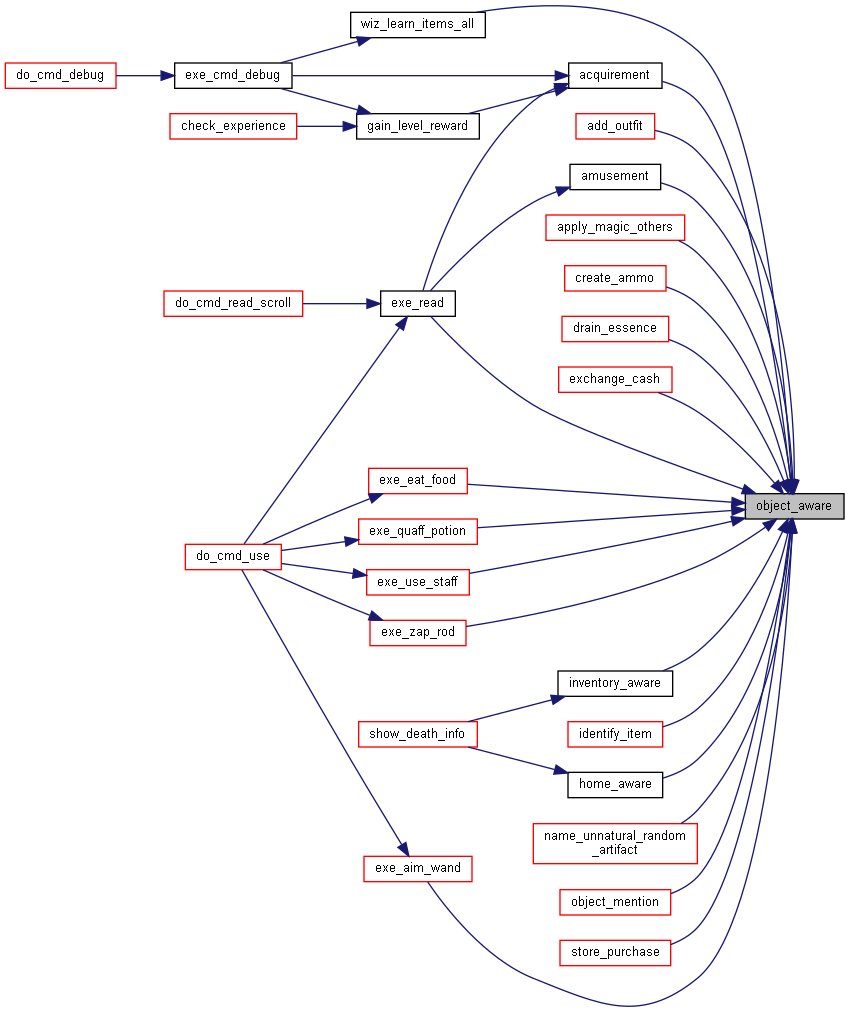 wiz_learn_items_all
do_cmd_debug
exe_cmd_debug
acquirement
check_experience
gain_level_reward
add_outfit
amusement
apply_magic_others
create_ammo
do_cmd_read_scroll
exe_read
drain_essence
exchange_cash
exe_eat_food
object_aware
exe_quaff_potion
do_cmd_use
exe_use_staff
exe_zap_rod
inventory_aware
show_death_info
identify_item
home_aware
name_unnatural_random
_artifact
exe_aim_wand
object_mention
store_purchase